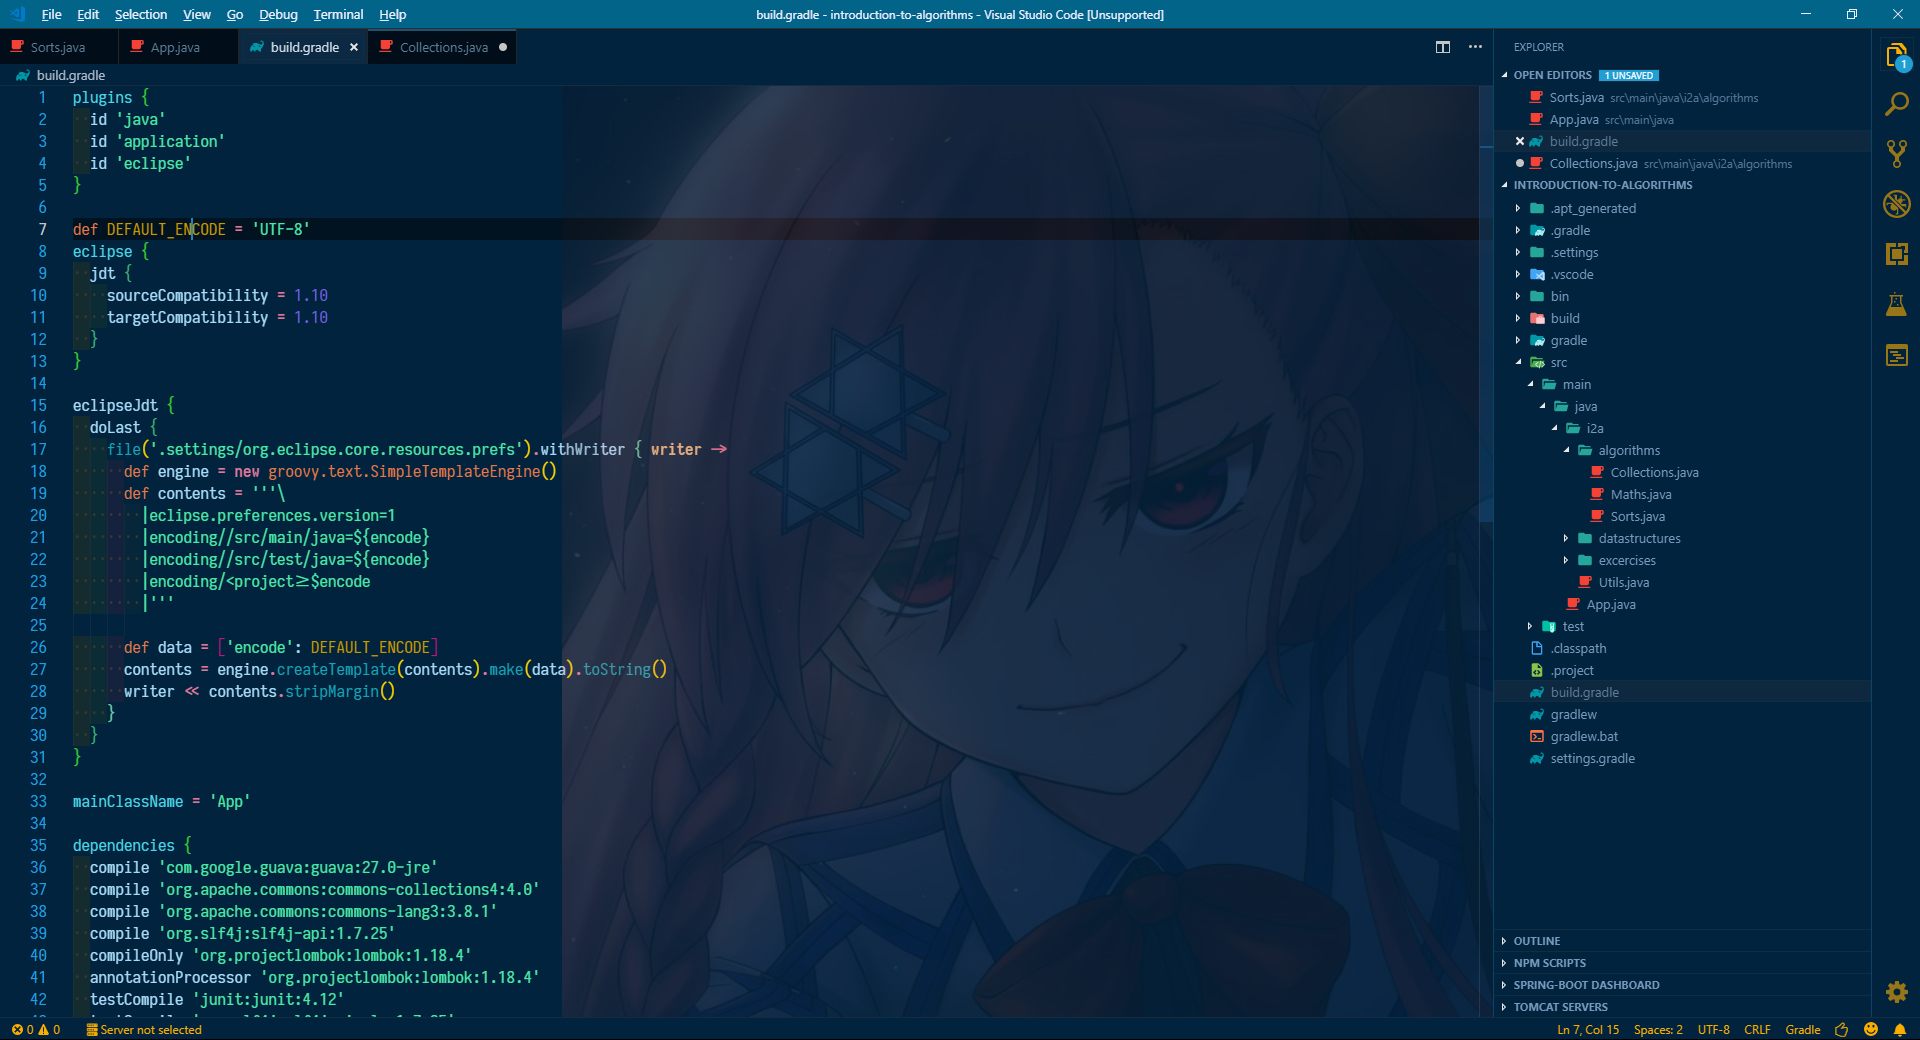 File Edit Selection View Go Debug Terminal Help
build.gradle - introduction-to-algorithms - Visual Studio Code [Unsupported]
Sorts.java
App.java
build.gradle
Collections.java
build.gradle
1 plugins {
2 id 'java'
3 id 'application'
4 id 'eclipse'
5 }
6
7 def DEFAULT_ENCODE = 'UTF-8'
8 eclipse {
9 jdt {
10 sourceCompatibility = 1.10
11 targetCompatibility = 1.10
12 }
13 }
14
15 eclipseJdt {
16 doLast {
17 file('.settings/org.eclipse.core.resources.prefs').withWriter { writer ->
18 def engine = new groovy.text.SimpleTemplateEngine()
19 def contents = '''\
20 |eclipse.preferences.version=1
21 |encoding//src/main/java=${encode}
22 |encoding//src/test/java=${encode}
23 |encoding/<project>=$encode
24 |'''
25
26 def data = ['encode': DEFAULT_ENCODE]
27 contents = engine.createTemplate(contents).make(data).toString()
28 writer << contents.stripMargin()
29 }
30 }
31 }
32
33 mainClassName = 'App'
34
35 dependencies {
36 compile 'com.google.guava:guava:27.0-jre'
37 compile 'org.apache.commons:commons-collections4:4.0'
38 compile 'org.apache.commons:commons-lang3:3.8.1'
39 compile 'org.slf4j:slf4j-api:1.7.25'
40 compileOnly 'org.projectlombok:lombok:1.18.4'
41 annotationProcessor 'org.projectlombok:lombok:1.18.4'
42 testCompile 'junit:junit:4.12'
EXPLORER
OPEN EDITORS 1 UNSAVED
Sorts.java src\main\java\i2a\algorithms
App.java src\main\java
build.gradle
Collections.java src\main\java\i2a\algorithms
INTRODUCTION-TO-ALGORITHMS
.apt_generated
.gradle
.settings
.vscode
bin
build
gradle
src
main
java
i2a
algorithms
Collections.java
Maths.java
Sorts.java
datastructures
excercises
Utils.java
App.java
test
.classpath
.project
build.gradle
gradlew
gradlew.bat
settings.gradle
OUTLINE
NPM SCRIPTS
SPRING-BOOT DASHBOARD
TOMCAT SERVERS
1
0 0 Server not selected
Ln 7, Col 15 Spaces: 2 UTF-8 CRLF Gradle